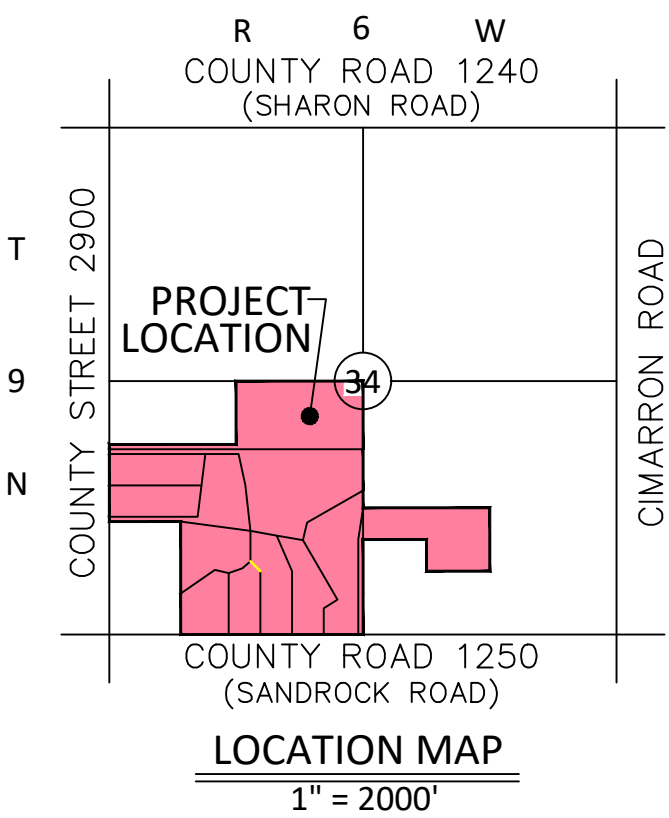 R 6 W
COUNTY ROAD 1240
(SHARON ROAD)
T
9
N
COUNTY STREET 2900
PROJECT
LOCATION
34
CIMARRON ROAD
COUNTY ROAD 1250
(SANDROCK ROAD)
LOCATION MAP
1" = 2000'